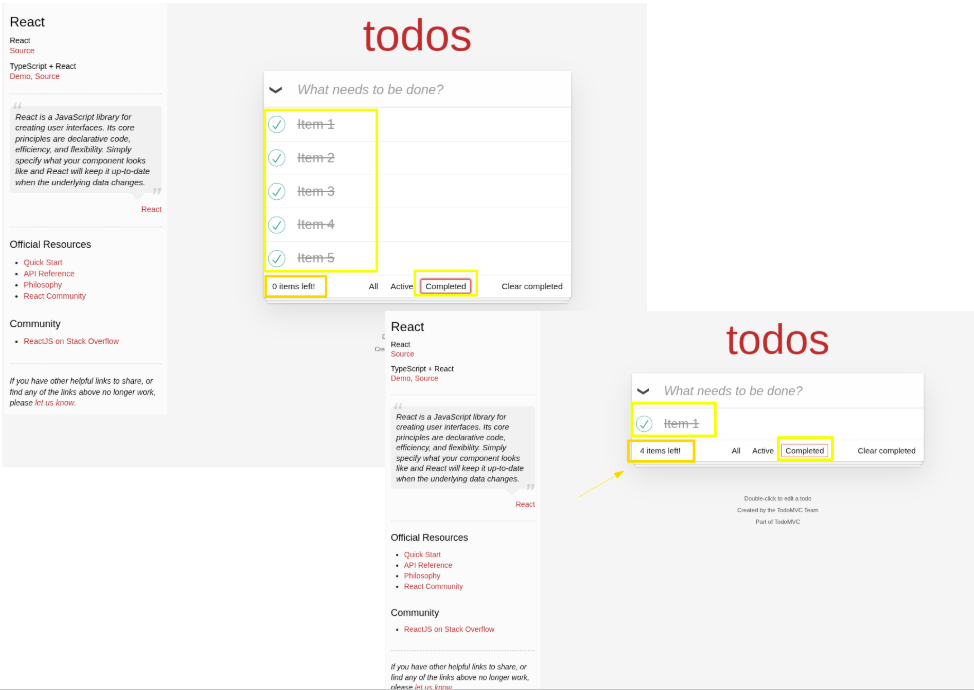 React
React
Source
TypeScript + React
Demo, Source
“
React is a JavaScript library for
creating user interfaces. Its core
principles are declarative code,
efficiency, and flexibility. Simply
specify what your component looks
like and React will keep it up-to-date
when the underlying data changes.
”
React
Official Resources
Quick Start
API Reference
Philosophy
React Community
Community
ReactJS on Stack Overflow
If you have other helpful links to share, or
find any of the links above no longer work,
please let us know.
todos
What needs to be done?
Item 1
Item 2
Item 3
Item 4
Item 5
0 items left! All Active Completed Clear completed
React
React
Source
TypeScript + React
Demo, Source
“
React is a JavaScript library for
creating user interfaces. Its core
principles are declarative code,
efficiency, and flexibility. Simply
specify what your component looks
like and React will keep it up-to-date
when the underlying data changes.
”
React
Official Resources
Quick Start
API Reference
Philosophy
React Community
Community
ReactJS on Stack Overflow
If you have other helpful links to share, or
find any of the links above no longer work,
please let us know
todos
What needs to be done?
Item 1
4 items left! All Active Completed Clear completed
Double-click to edit a todo
Created by the TodoMVC Team
Part of TodoMVC